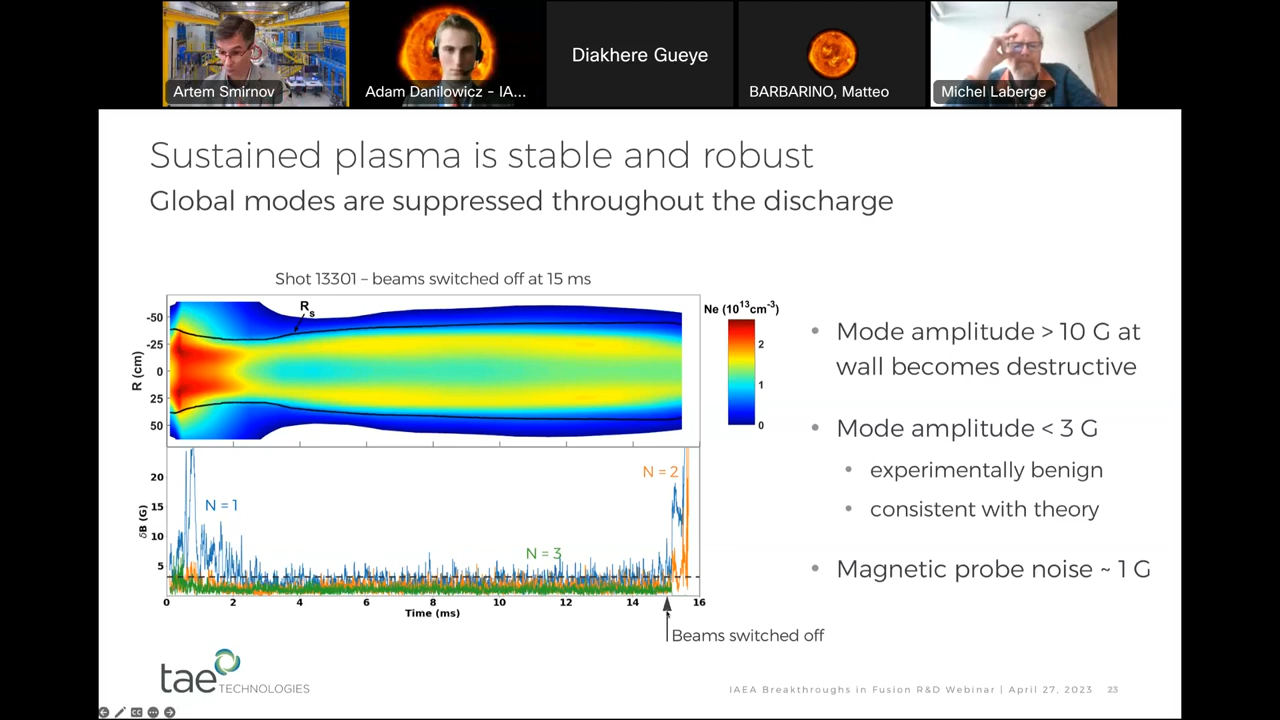 Artem Smirnov
Adam Danilowicz - IA...
Diakhere Gueye
BARBARINO, Matteo
Michel Laberge
Sustained plasma is stable and robust
Global modes are suppressed throughout the discharge
Shot 13301 – beams switched off at 15 ms
Rs
Ne (10¹³cm⁻³)
-50
-25
0
25
50
R (cm)
2
1
0
20
15
10
5
δB (G)
N = 1
N = 2
N = 3
0 2 4 6 8 10 12 14 16
Time (ms)
Beams switched off
• Mode amplitude > 10 G at
wall becomes destructive
• Mode amplitude < 3 G
• experimentally benign
• consistent with theory
• Magnetic probe noise ~ 1 G
tae TECHNOLOGIES
IAEA Breakthroughs in Fusion R&D Webinar | April 27, 2023 23
CC